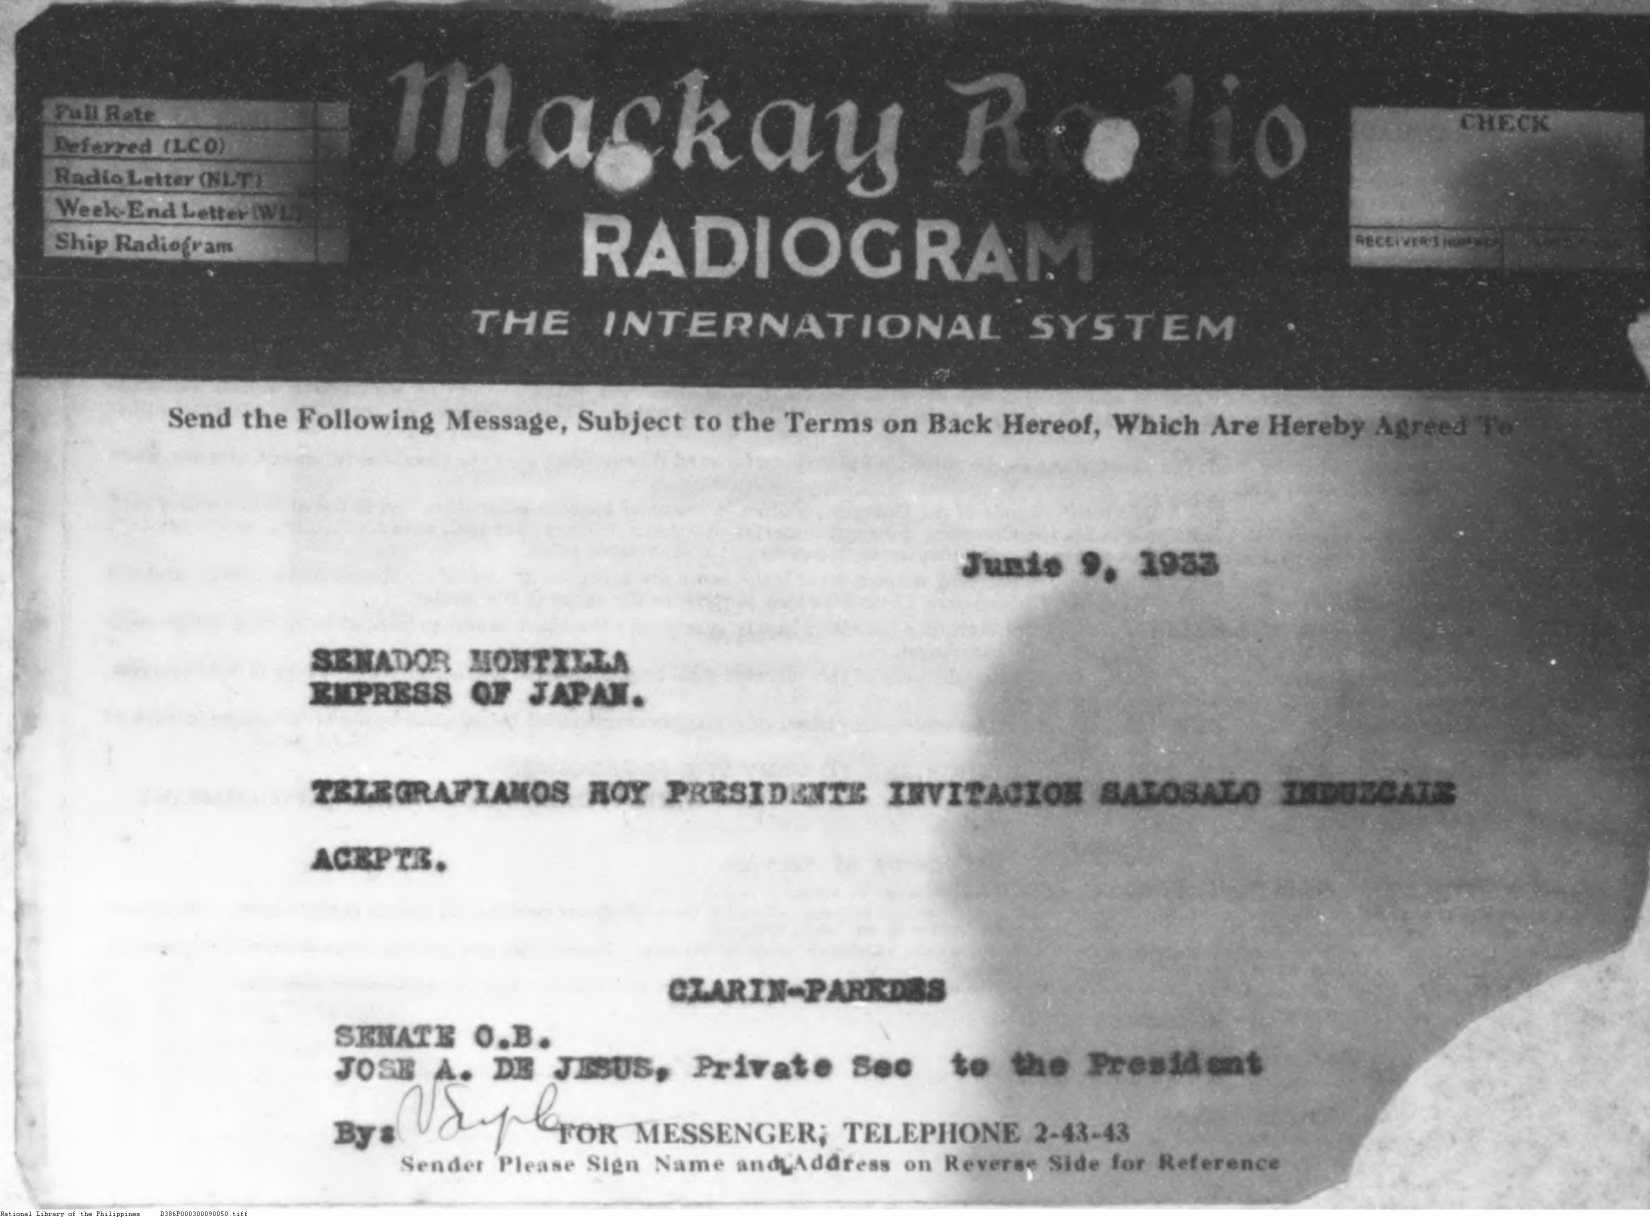 Mackay Radio
Full Rate
Deferred (LCO)
Radio Letter (NLT)
Week-End Letter (WLT)
Ship Radiogram
CHECK
RECEIVER'S NUMBER
RADIOGRAM
THE INTERNATIONAL SYSTEM
Send the Following Message, Subject to the Terms on Back Hereof, Which Are Hereby Agreed To
Junio 9, 1933
SENADOR MONTILLA
EMPRESS OF JAPAN.
TELEGRAFIAMOS HOY PRESIDENTE INVITACION SALOSALO INDUZCALE
ACEPTE.
CLARIN-PAREDES
SENATE O.B.
JOSE A. DE JESUS, Private Sec to the President
By:
FOR MESSENGER, TELEPHONE 2-43-43
Sender Please Sign Name and Address on Reverse Side for Reference
National Library of the Philippines D386P000300090050.tiff